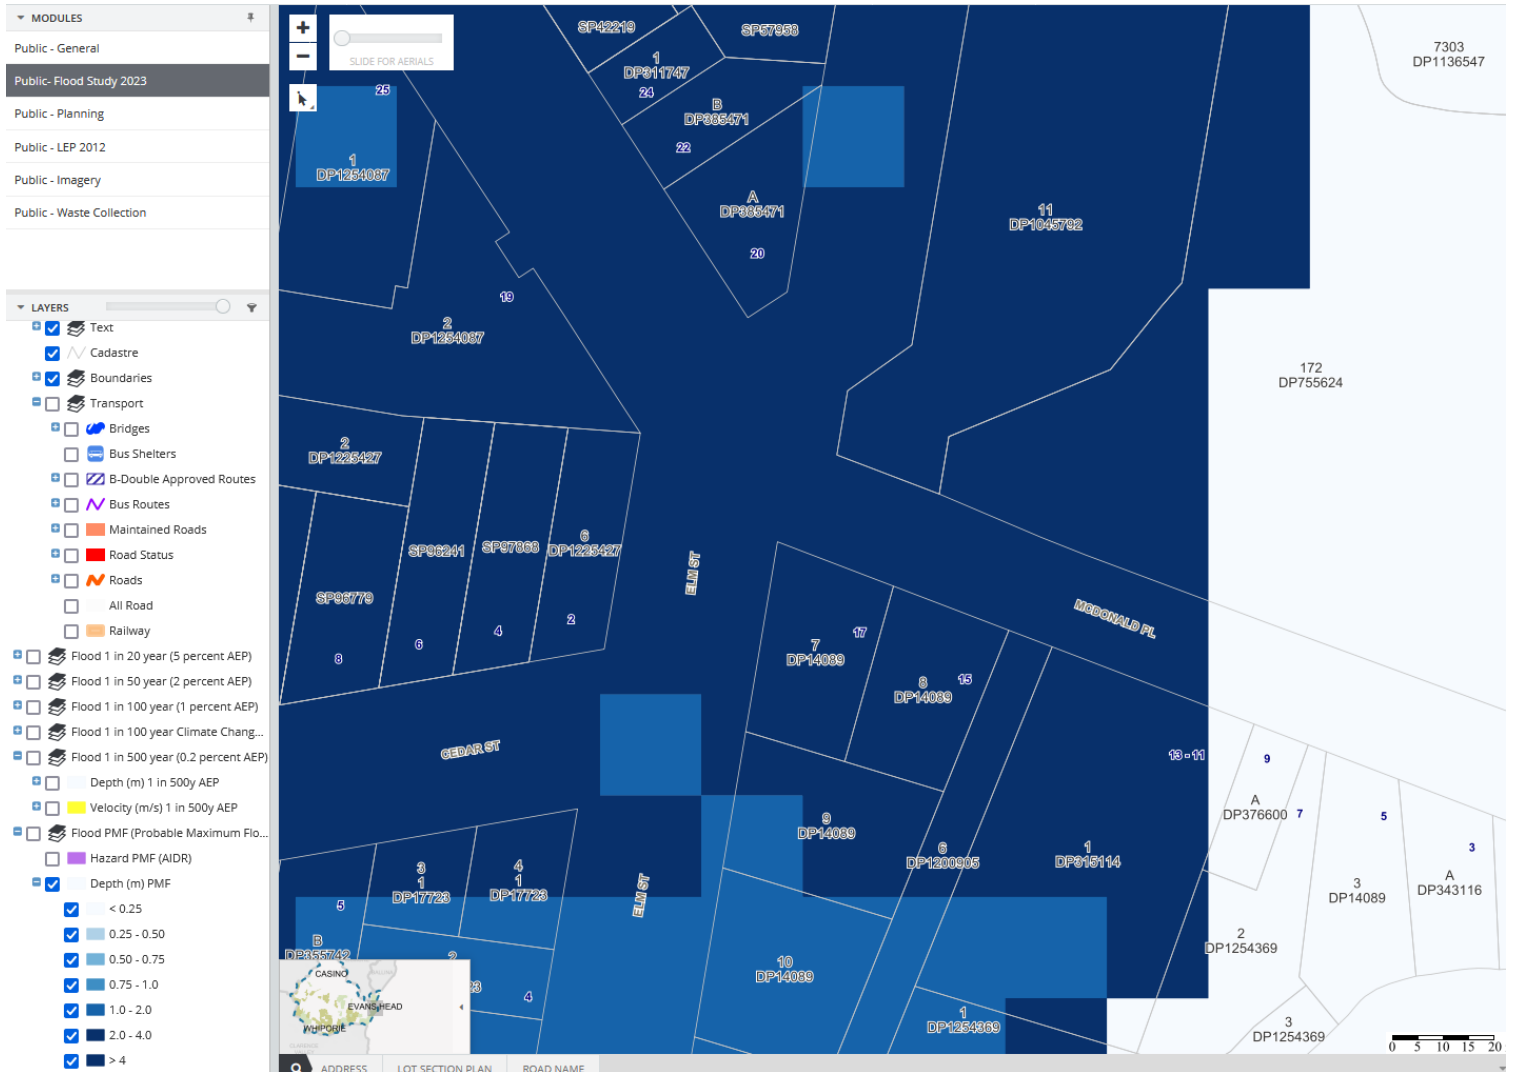 MODULES
Public - General
Public- Flood Study 2023
Public - Planning
Public - LEP 2012
Public - Imagery
Public - Waste Collection
LAYERS
Text
Cadastre
Boundaries
Transport
Bridges
Bus Shelters
B-Double Approved Routes
Bus Routes
Maintained Roads
Road Status
Roads
All Road
Railway
Flood 1 in 20 year (5 percent AEP)
Flood 1 in 50 year (2 percent AEP)
Flood 1 in 100 year (1 percent AEP)
Flood 1 in 100 year Climate Chang...
Flood 1 in 500 year (0.2 percent AEP)
Depth (m) 1 in 500y AEP
Velocity (m/s) 1 in 500y AEP
Flood PMF (Probable Maximum Flo...
Hazard PMF (AIDR)
Depth (m) PMF
< 0.25
0.25 - 0.50
0.50 - 0.75
0.75 - 1.0
1.0 - 2.0
2.0 - 4.0
> 4
+
−
SLIDE FOR AERIALS
SP42219
SP57958
1
DP311747
24
25
B
DP385471
22
1
DP1254087
A
DP385471
20
11
DP1045792
7303
DP1136547
19
2
DP1254087
172
DP755624
2
DP1225427
SP96241
SP97868
6
DP1225427
SP96779
8
6
4
2
ELM ST
MCDONALD PL
7
DP14089
17
8
DP14089
15
CEDAR ST
13 - 11
9
A
DP376600
7
5
3
9
DP14089
6
DP1200905
1
DP315114
3
DP14089
A
DP343116
3
1
DP17723
4
1
DP17723
5
ELM ST
B
DP355742
2
23
4
10
DP14089
2
DP1254369
1
DP1254369
3
DP1254369
CASINO
EVANS HEAD
WHIPORIE
0 5 10 15 20
ADDRESS
LOT SECTION PLAN
ROAD NAME